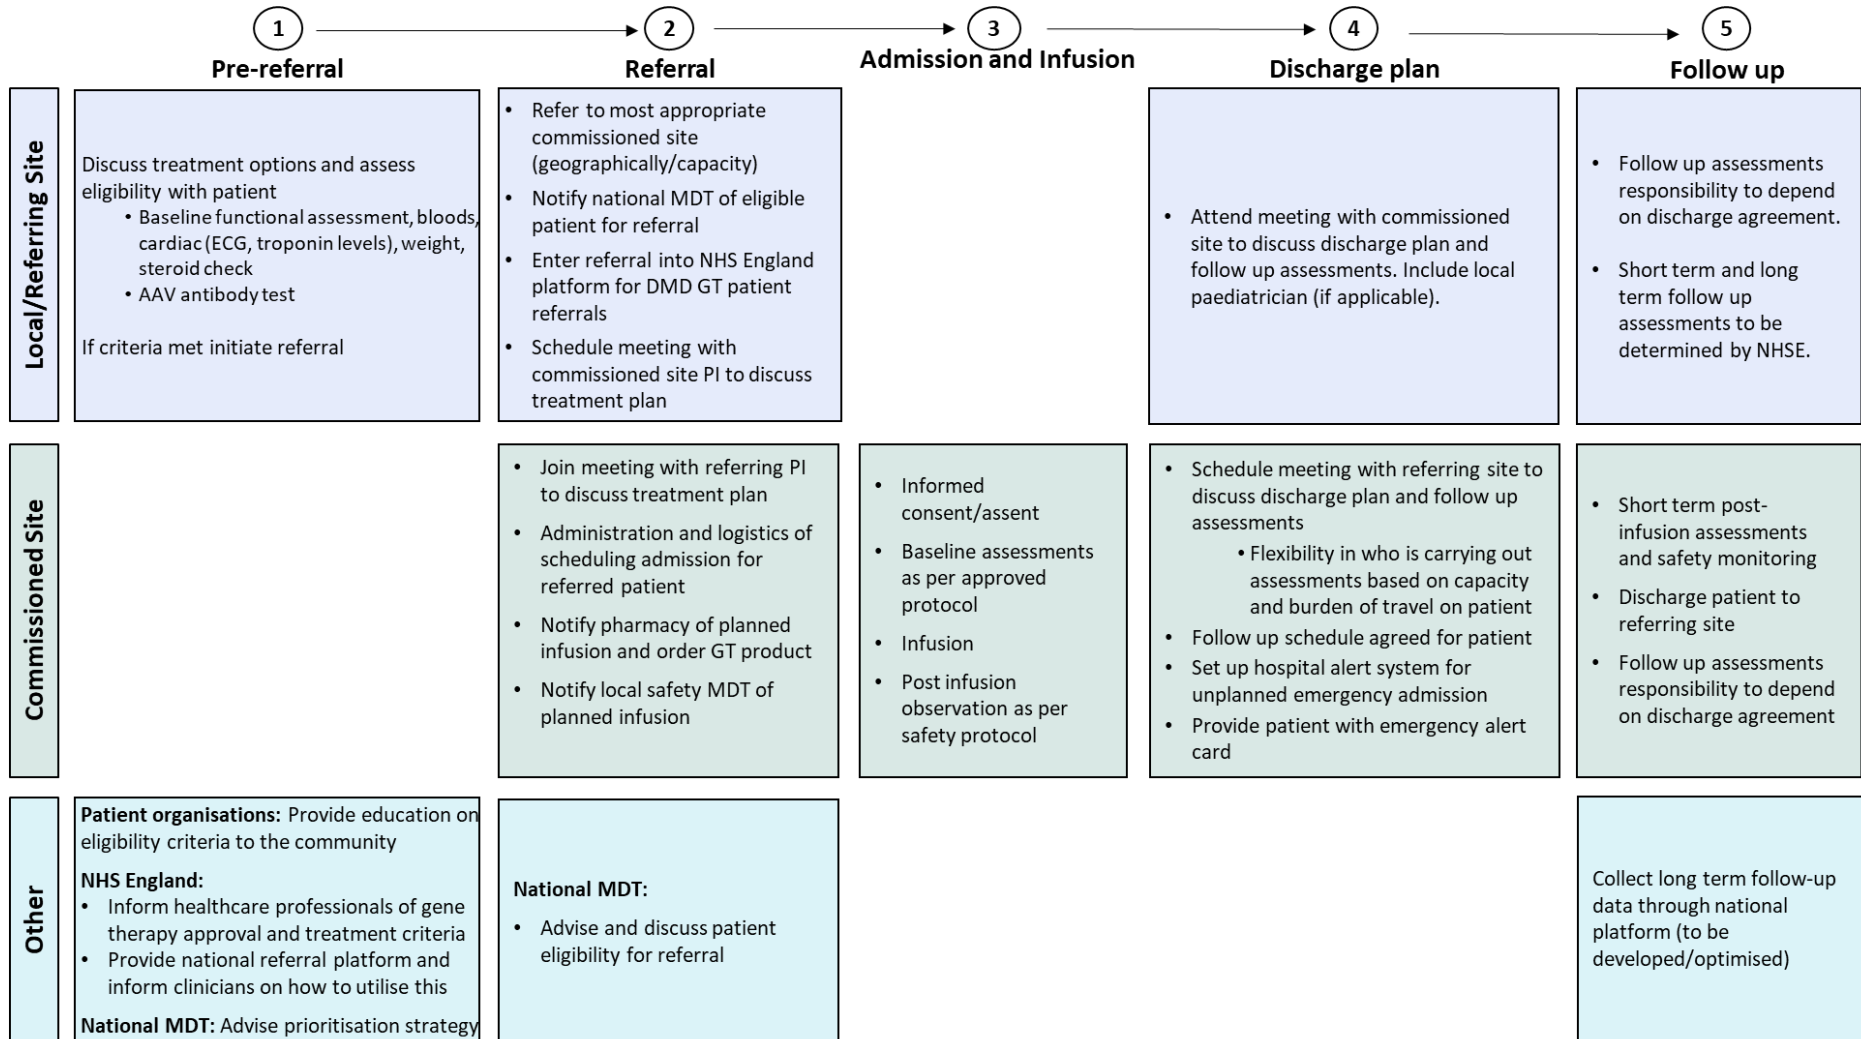 1
2
3
4
5
Pre-referral
Referral
Admission and Infusion
Discharge plan
Follow up
Local/Referring Site
Discuss treatment options and assess
eligibility with patient
• Baseline functional assessment, bloods,
cardiac (ECG, troponin levels), weight,
steroid check
• AAV antibody test
If criteria met initiate referral
• Refer to most appropriate
commissioned site
(geographically/capacity)
• Notify national MDT of eligible
patient for referral
• Enter referral into NHS England
platform for DMD GT patient
referrals
• Schedule meeting with
commissioned site PI to discuss
treatment plan
• Attend meeting with commissioned
site to discuss discharge plan and
follow up assessments. Include local
paediatrician (if applicable).
• Follow up assessments
responsibility to depend
on discharge agreement.
• Short term and long
term follow up
assessments to be
determined by NHSE.
Commissioned Site
• Join meeting with referring PI
to discuss treatment plan
• Administration and logistics of
scheduling admission for
referred patient
• Notify pharmacy of planned
infusion and order GT product
• Notify local safety MDT of
planned infusion
• Informed
consent/assent
• Baseline assessments
as per approved
protocol
• Infusion
• Post infusion
observation as per
safety protocol
• Schedule meeting with referring site to
discuss discharge plan and follow up
assessments
• Flexibility in who is carrying out
assessments based on capacity
and burden of travel on patient
• Follow up schedule agreed for patient
• Set up hospital alert system for
unplanned emergency admission
• Provide patient with emergency alert
card
• Short term post-
infusion assessments
and safety monitoring
• Discharge patient to
referring site
• Follow up assessments
responsibility to depend
on discharge agreement
Other
Patient organisations: Provide education on
eligibility criteria to the community
NHS England:
• Inform healthcare professionals of gene
therapy approval and treatment criteria
• Provide national referral platform and
inform clinicians on how to utilise this
National MDT: Advise prioritisation strategy
National MDT:
• Advise and discuss patient
eligibility for referral
Collect long term follow-up
data through national
platform (to be
developed/optimised)